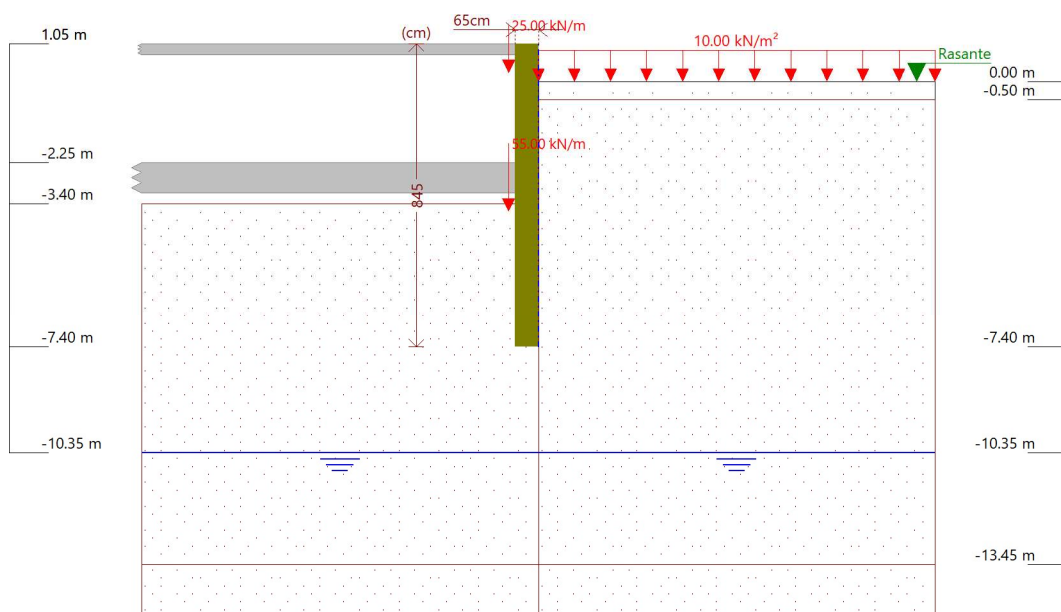 65cm
25.00 kN/m
1.05 m
(cm)
10.00 kN/m²
Rasante
0.00 m
-0.50 m
55.00 kN/m
-2.25 m
-3.40 m
845
-7.40 m
-7.40 m
-10.35 m
-10.35 m
-13.45 m